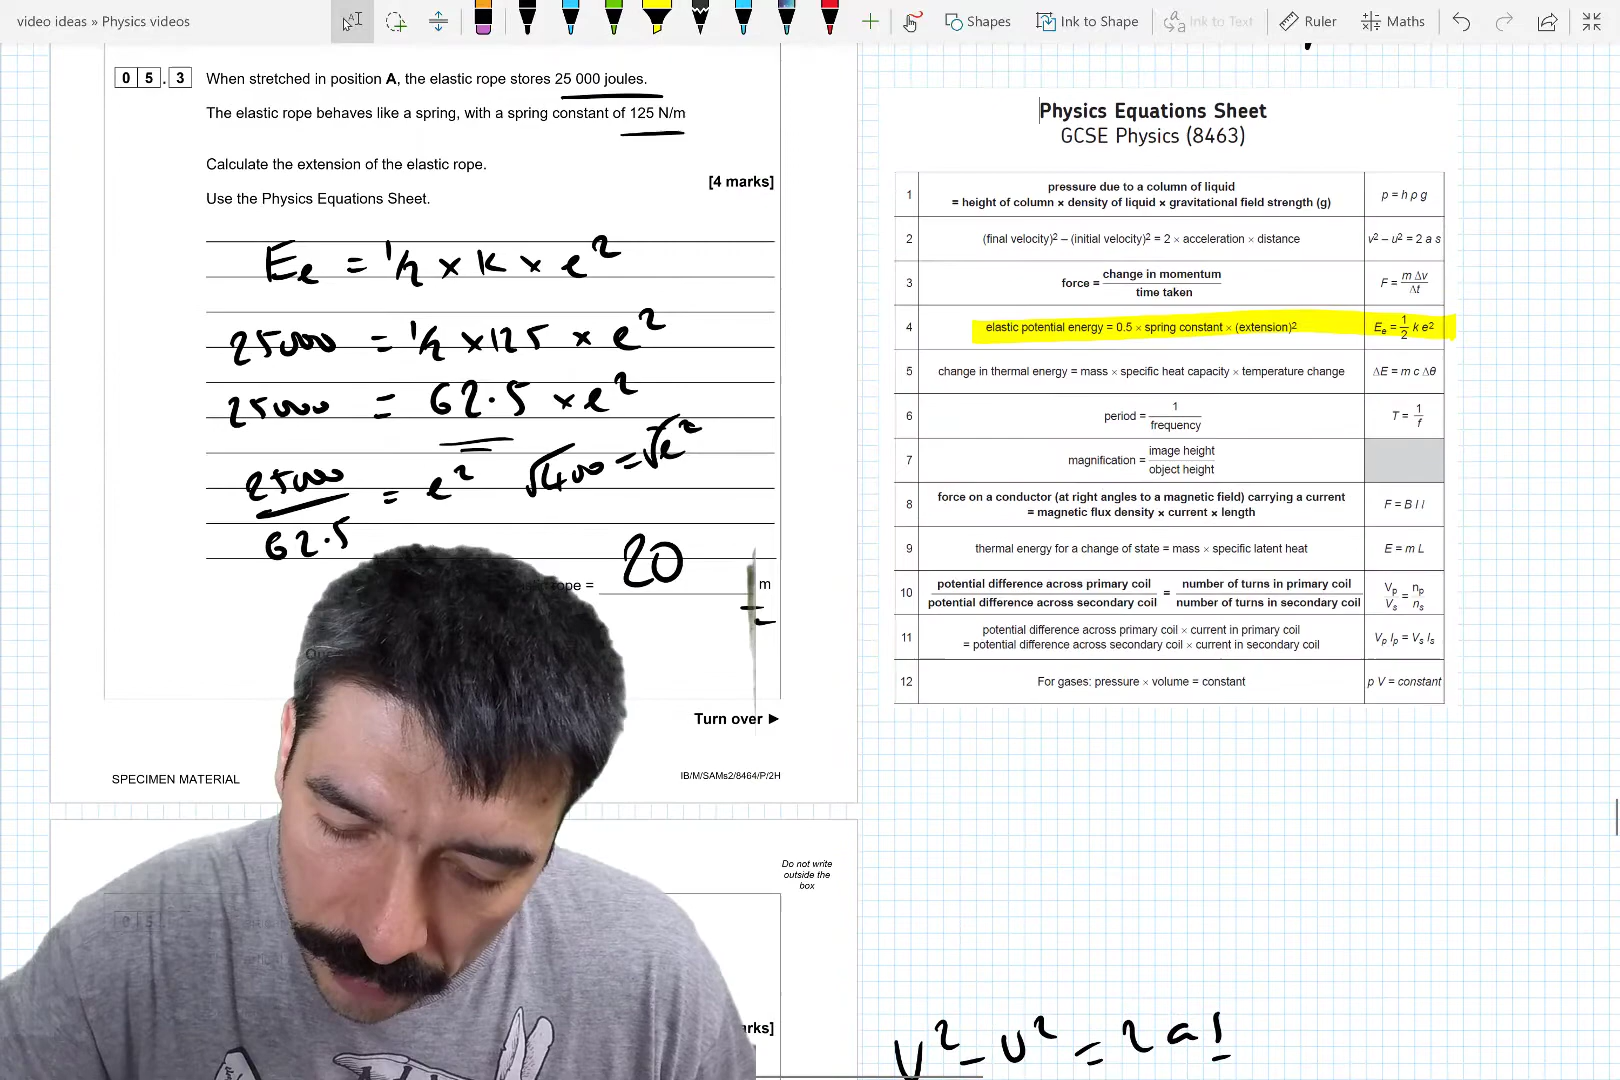 video ideas » Physics videos
Shapes
Ink to Shape
Ink to Text
Ruler
Maths
0 5 . 3
When stretched in position A, the elastic rope stores 25 000 joules.
The elastic rope behaves like a spring, with a spring constant of 125 N/m
Calculate the extension of the elastic rope.
[4 marks]
Use the Physics Equations Sheet.
Ee = 1/2 × k × e²
25000 = 1/2 × 125 × e²
25000 = 62.5 × e²
25000/62.5 = e²
√400 = √e²
rope = 20 m
Turn over ►
SPECIMEN MATERIAL
IB/M/SAMs2/8464/P/2H
Do not write
outside the
box
Physics Equations Sheet
GCSE Physics (8463)
1 pressure due to a column of liquid
= height of column × density of liquid × gravitational field strength (g) p = h ρ g
2 (final velocity)² – (initial velocity)² = 2 × acceleration × distance v² – u² = 2 a s
3 force = change in momentum / time taken F = m Δv / Δt
4 elastic potential energy = 0.5 × spring constant × (extension)² Ee = 1/2 k e²
5 change in thermal energy = mass × specific heat capacity × temperature change ΔE = m c Δθ
6 period = 1 / frequency T = 1 / f
7 magnification = image height / object height
8 force on a conductor (at right angles to a magnetic field) carrying a current
= magnetic flux density × current × length F = B I l
9 thermal energy for a change of state = mass × specific latent heat E = m L
10 potential difference across primary coil / potential difference across secondary coil = number of turns in primary coil / number of turns in secondary coil Vp / Vs = np / ns
11 potential difference across primary coil × current in primary coil
= potential difference across secondary coil × current in secondary coil Vp Ip = Vs Is
12 For gases: pressure × volume = constant p V = constant
v² – u² = 2 a s